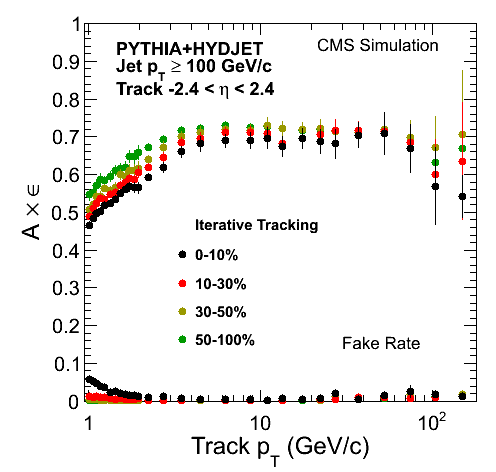 PYTHIA+HYDJET
CMS Simulation
Jet p_T ≥ 100 GeV/c
Track -2.4 < η < 2.4
Iterative Tracking
0-10%
10-30%
30-50%
50-100%
Fake Rate
A × ϵ
1
0.9
0.8
0.7
0.6
0.5
0.4
0.3
0.2
0.1
0
1
10
10²
Track p_T (GeV/c)